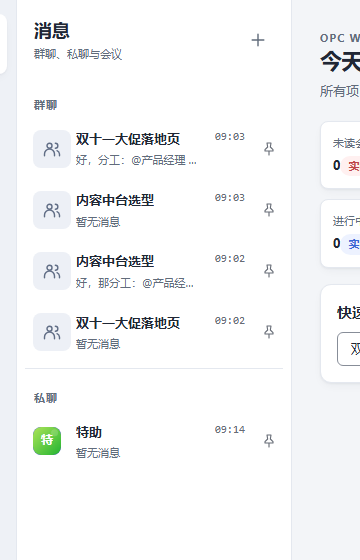 消息
群聊、私聊与会议
群聊
双十一大促落地页
09:03
好，分工：@产品经理 ...
内容中台选型
09:03
暂无消息
内容中台选型
09:02
好，那分工：@产品经...
双十一大促落地页
09:02
暂无消息
私聊
特
特助
09:14
暂无消息
OPC W
今天
所有项
未读会
0 实
进行中
0 实
快速
双